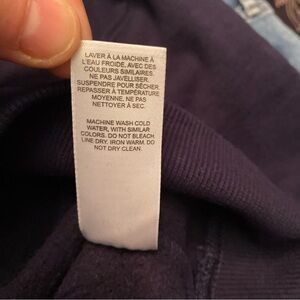 LAVER À LA MACHINE À
L'EAU FROIDE, AVEC DES
COULEURS SIMILAIRES.
NE PAS JAVELLISER.
SUSPENDRE POUR SÉCHER.
REPASSER À TEMPÉRATURE
MOYENNE. NE PAS
NETTOYER À SEC.
MACHINE WASH COLD
WATER, WITH SIMILAR
COLORS. DO NOT BLEACH
LINE DRY. IRON WARM. DO
NOT DRY CLEAN.